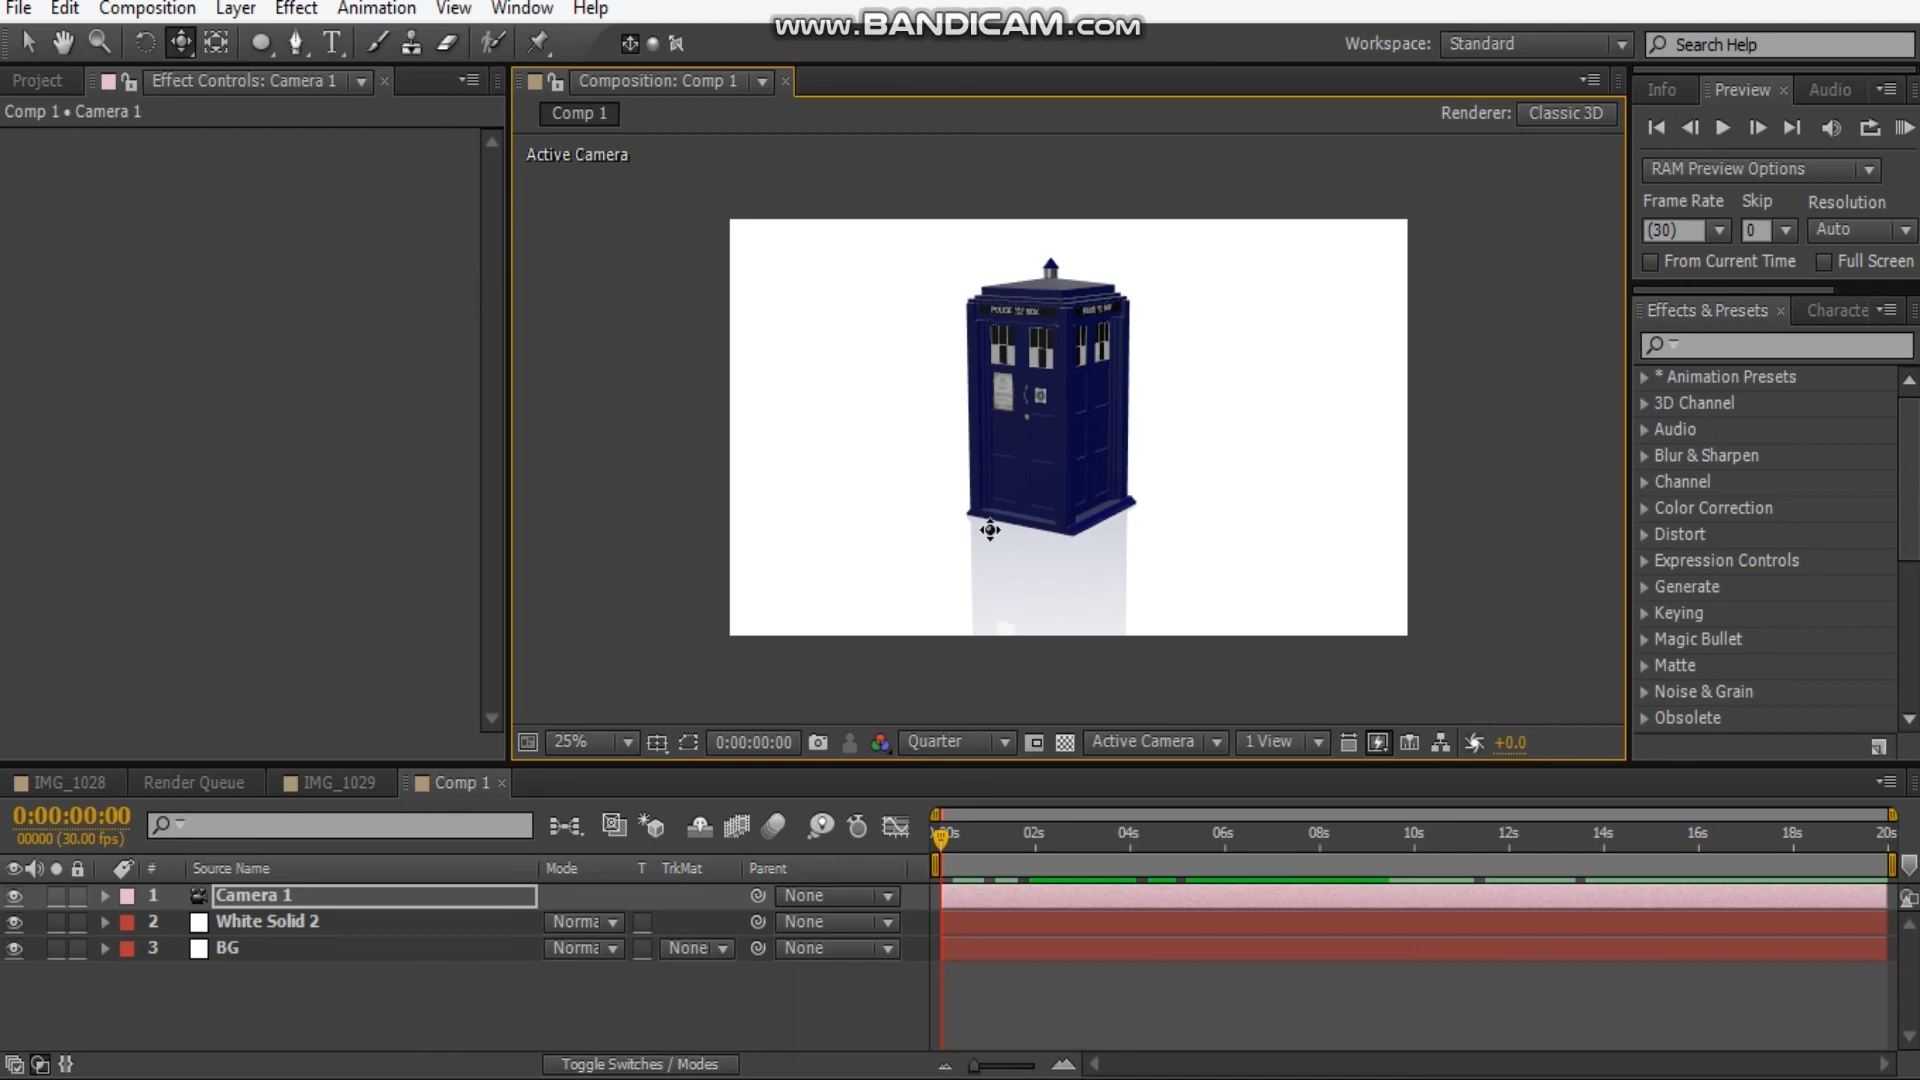 File Edit Composition Layer Effect Animation View Window Help
www.BANDICAM.com
Workspace: Standard
Search Help
Project
Effect Controls: Camera 1
Composition: Comp 1
Info
Preview
Audio
Comp 1 • Camera 1
Comp 1
Renderer: Classic 3D
Active Camera
RAM Preview Options
Frame Rate Skip Resolution
(30) 0 Auto
From Current Time Full Screen
Effects & Presets
Characte
* Animation Presets
3D Channel
Audio
Blur & Sharpen
Channel
Color Correction
Distort
Expression Controls
Generate
Keying
Magic Bullet
Matte
Noise & Grain
Obsolete
POLICE BOX
25%
0:00:00:00
Quarter
Active Camera
1 View
+0.0
IMG_1028
Render Queue
IMG_1029
Comp 1
0:00:00:00
00000 (30.00 fps)
02s 04s 06s 08s 10s 12s 14s 16s 18s 20s
# Source Name Mode T TrkMat Parent
1 Camera 1 None
2 White Solid 2 Norma None
3 BG Norma None None
Toggle Switches / Modes